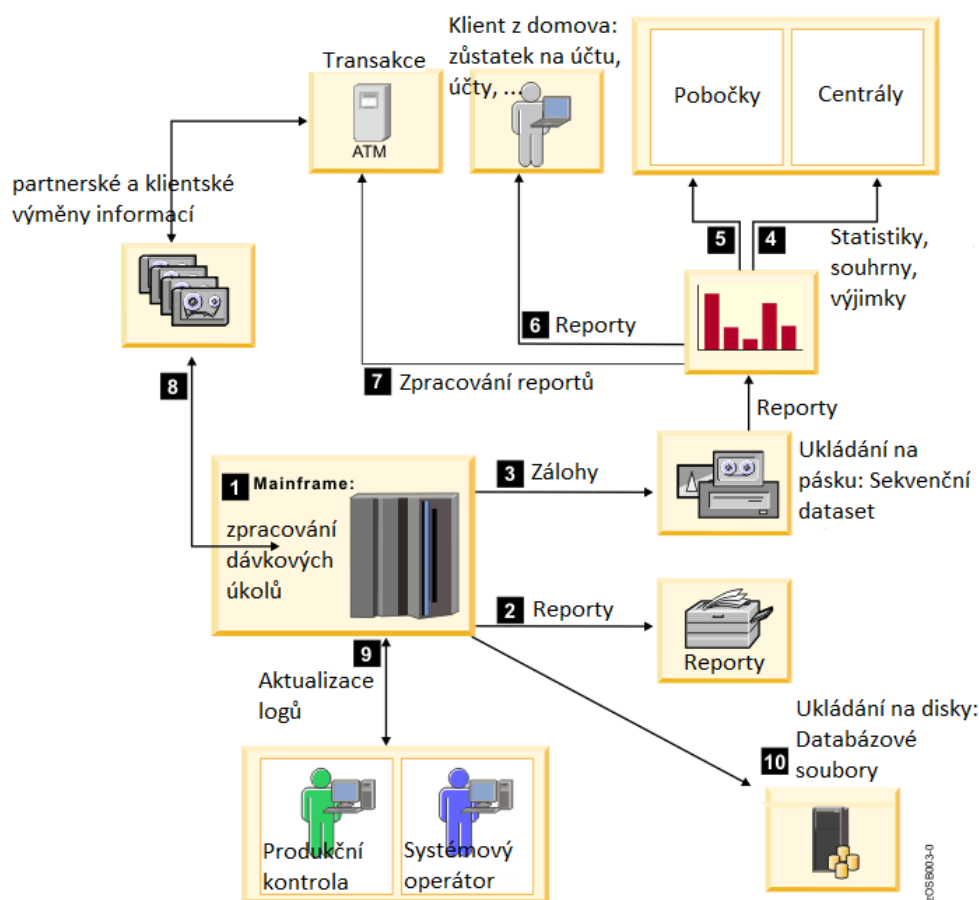 Klient z domova:
zůstatek na účtu,
účty, ...
Transakce
ATM
Pobočky
Centrály
partnerské a klientské
výměny informací
5
4
Statistiky,
souhrny,
výjimky
6 Reporty
7 Zpracování reportů
8
Reporty
1 Mainframe:
zpracování
dávkových
úkolů
3 Zálohy
Ukládání na
pásku: Sekvenční
dataset
2 Reporty
Reporty
9
Aktualizace
logů
Ukládání na disky:
Databázové
soubory
10
Produkční
kontrola
Systémový
operátor
zOSB003-0